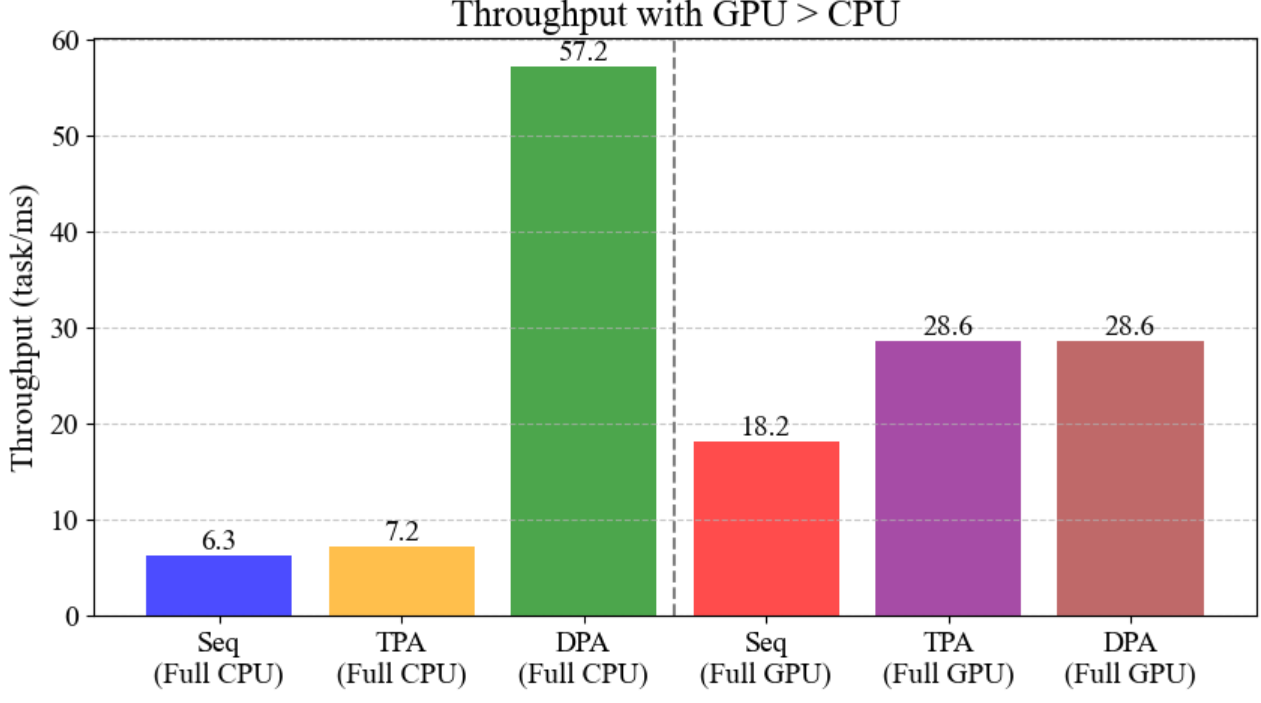 Throughput with GPU > CPU
Throughput (task/ms)
60
50
40
30
20
10
0
6.3
7.2
57.2
18.2
28.6
28.6
Seq
(Full CPU)
TPA
(Full CPU)
DPA
(Full CPU)
Seq
(Full GPU)
TPA
(Full GPU)
DPA
(Full GPU)